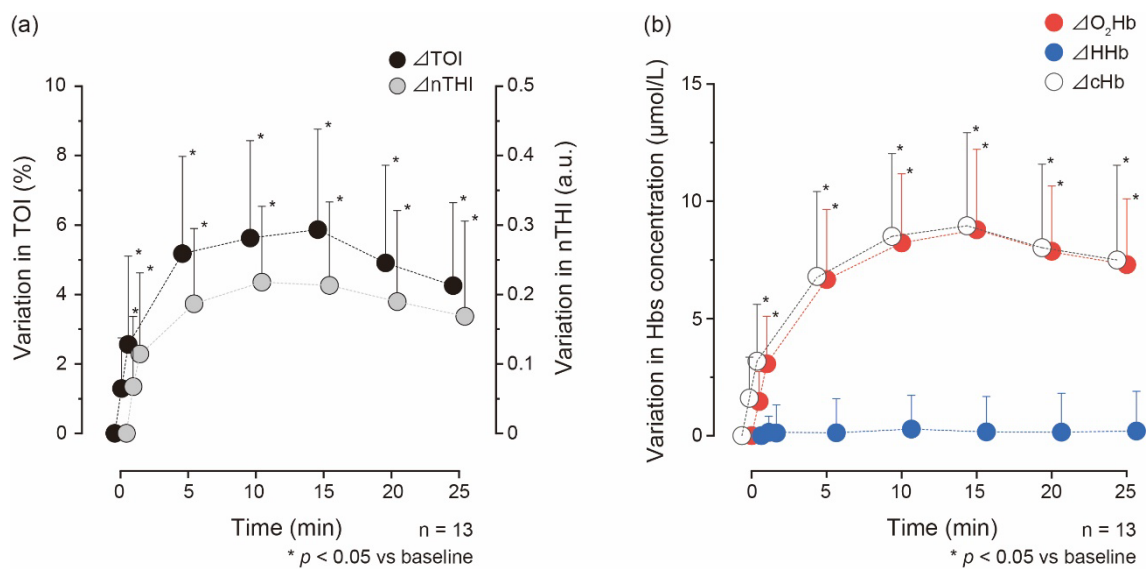 (a)
⊿TOI
⊿nTHI
Variation in TOI (%)
10
8
6
4
2
0
* * * * * * * * * * * * *
0.5
0.4
0.3
0.2
0.1
0
Variation in nTHI (a.u.)
0 5 10 15 20 25
Time (min)
n = 13
* p < 0.05 vs baseline
(b)
⊿O₂Hb
⊿HHb
⊿cHb
Variation in Hbs concentration (μmol/L)
15
10
5
0
* * * * * * * * * * * *
0 5 10 15 20 25
Time (min)
n = 13
* p < 0.05 vs baseline